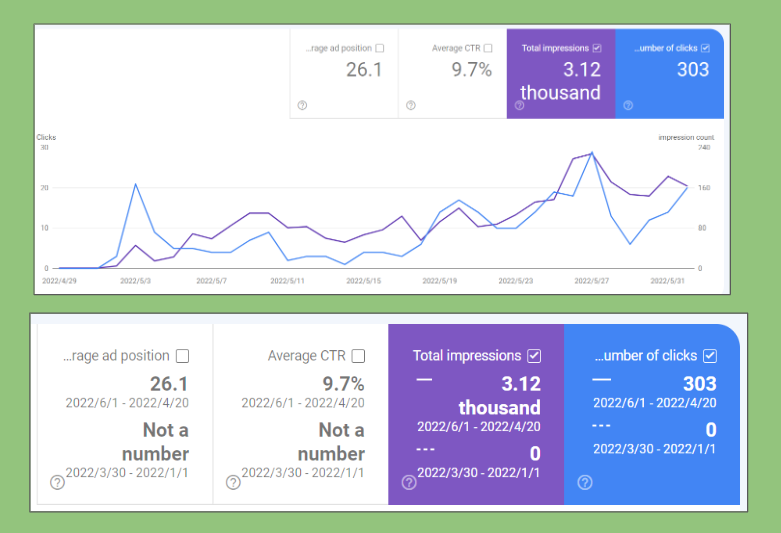 ...rage ad position
Average CTR
Total impressions
...umber of clicks
26.1
9.7%
3.12
thousand
303
Clicks
impression count
30
240
20
160
10
80
0
0
2022/4/29
2022/5/3
2022/5/7
2022/5/11
2022/5/15
2022/5/19
2022/5/23
2022/5/27
2022/5/31
...rage ad position
26.1
2022/6/1 - 2022/4/20
Not a
number
2022/3/30 - 2022/1/1
Average CTR
9.7%
2022/6/1 - 2022/4/20
Not a
number
2022/3/30 - 2022/1/1
Total impressions
3.12
thousand
2022/6/1 - 2022/4/20
0
2022/3/30 - 2022/1/1
...umber of clicks
303
2022/6/1 - 2022/4/20
0
2022/3/30 - 2022/1/1